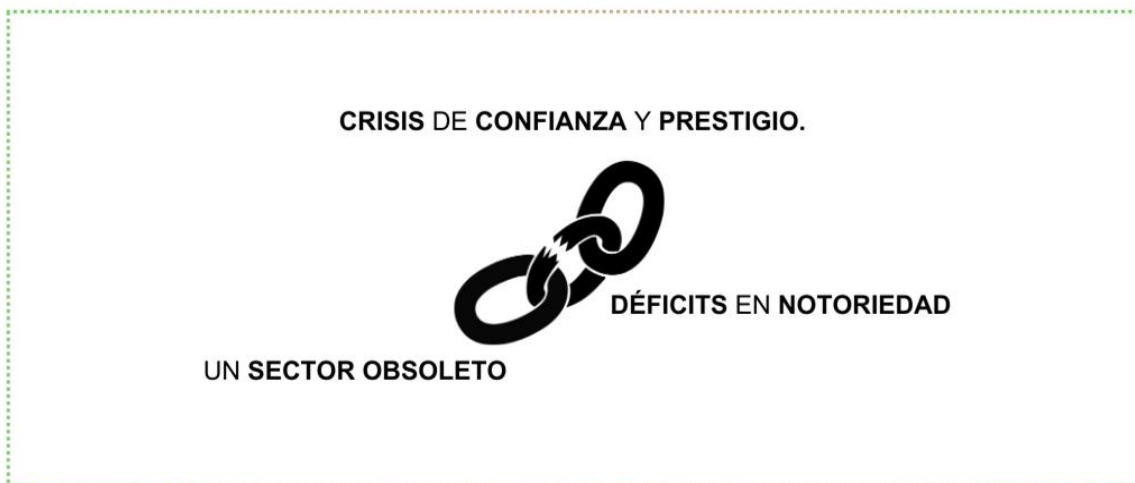 CRISIS DE CONFIANZA Y PRESTIGIO.
DÉFICITS EN NOTORIEDAD
UN SECTOR OBSOLETO